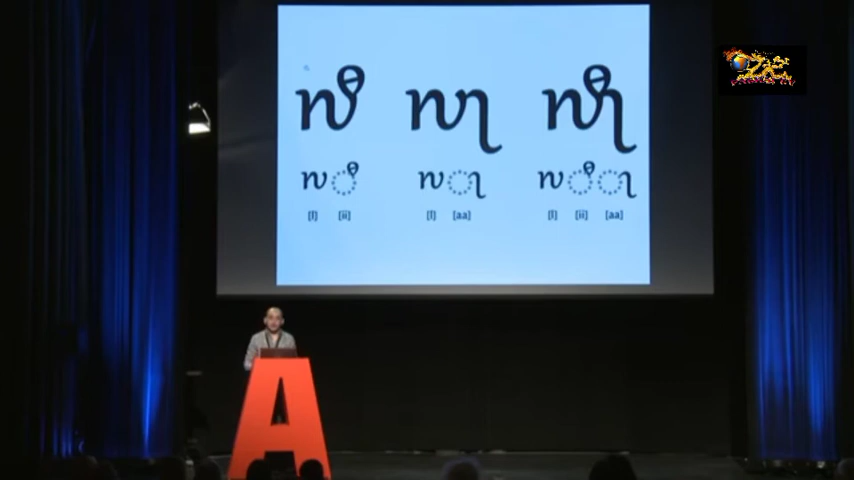 ꨤꨫ ꨤꨩ ꨤꨫꨩ
ꨤ ◌ꨫ ꨤ ◌ꨩ ꨤ ◌ꨫ ◌ꨩ
[l] [ii] [l] [aa] [l] [ii] [aa]
A